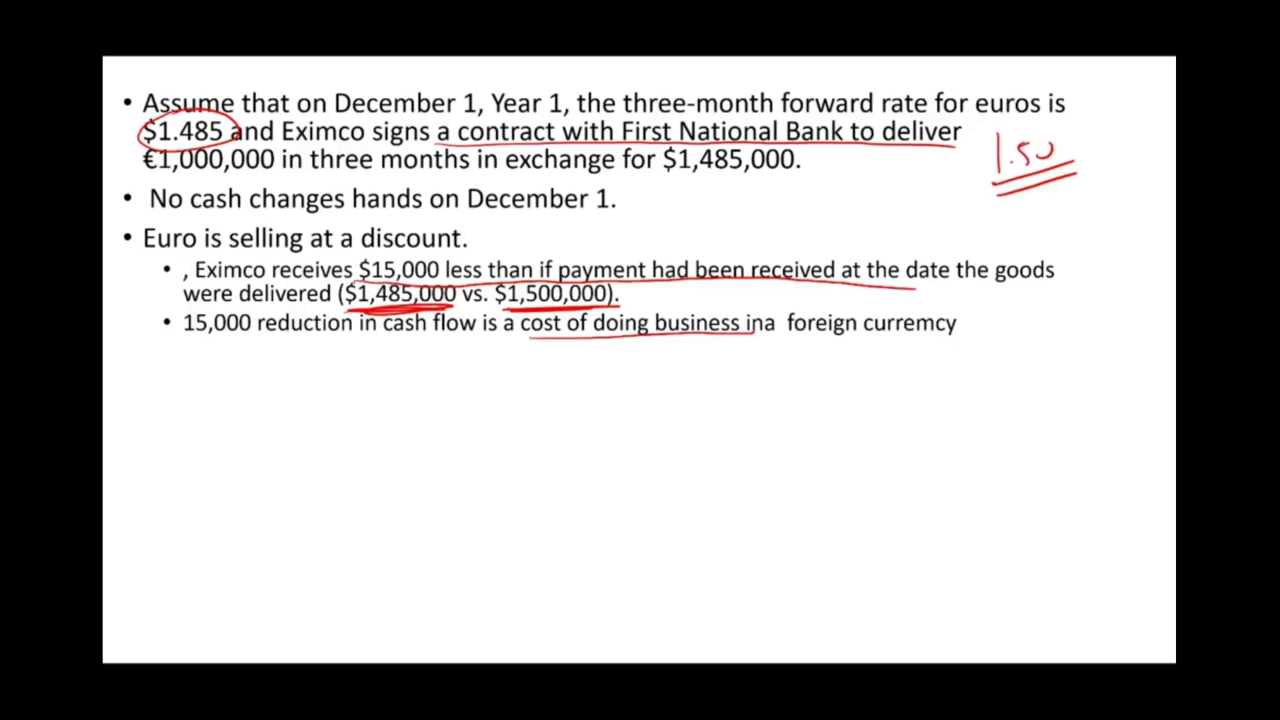 • Assume that on December 1, Year 1, the three-month forward rate for euros is
$1.485 and Eximco signs a contract with First National Bank to deliver
€1,000,000 in three months in exchange for $1,485,000.
1.50
• No cash changes hands on December 1.
• Euro is selling at a discount.
• , Eximco receives $15,000 less than if payment had been received at the date the goods
were delivered ($1,485,000 vs. $1,500,000).
• 15,000 reduction in cash flow is a cost of doing business ina foreign curremcy